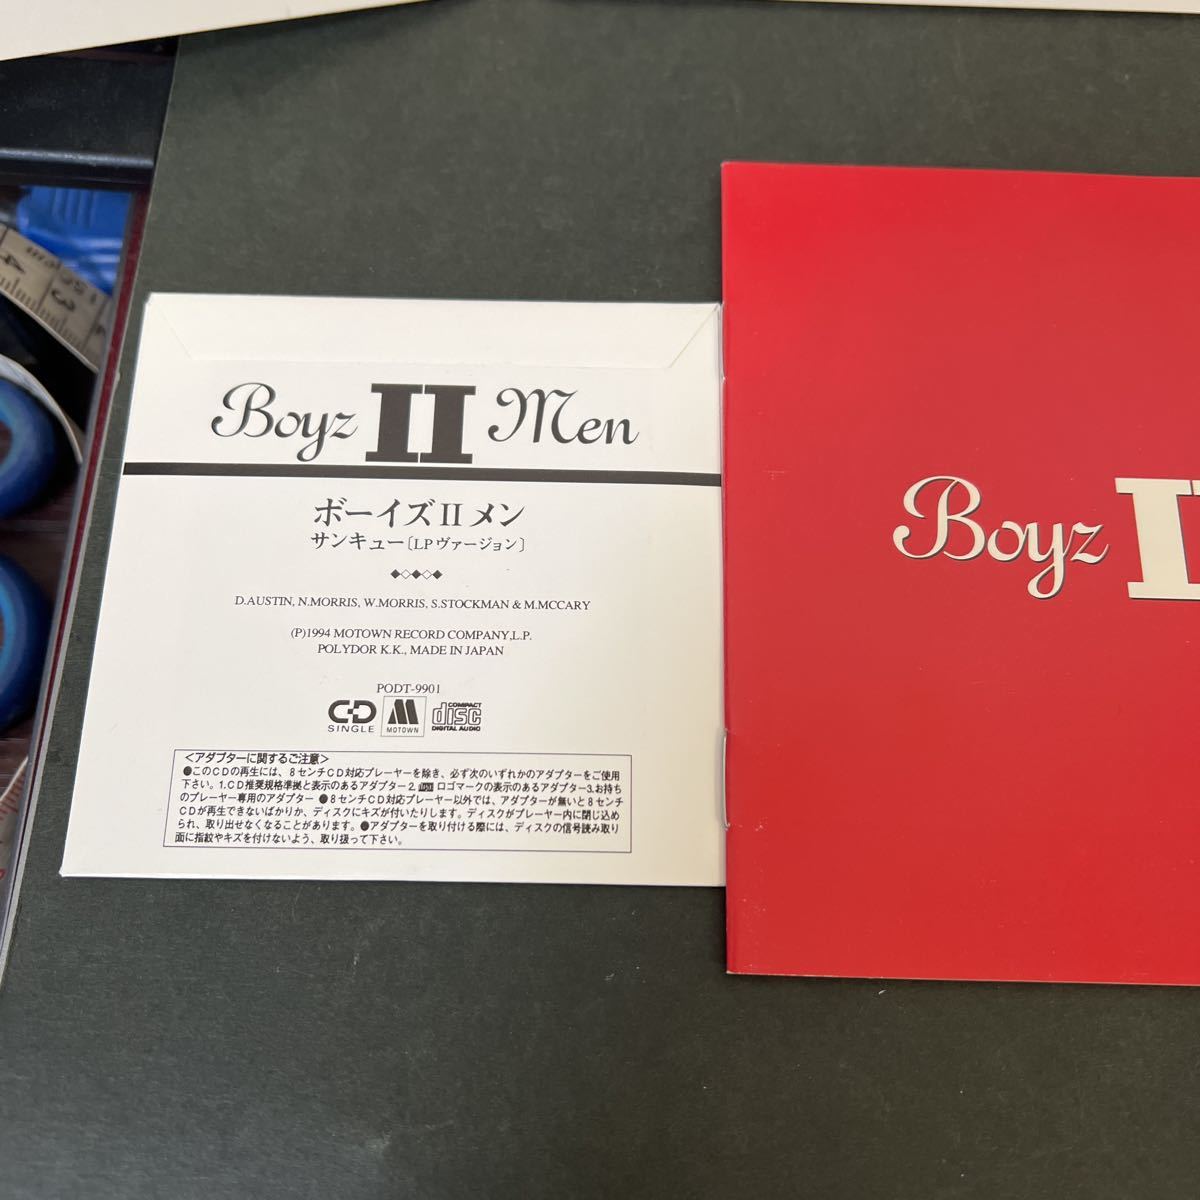 Boyz II Men
ボーイズ II メン
サンキュー〔LPヴァージョン〕
◆◇◆◇◆
D.AUSTIN, N.MORRIS, W.MORRIS, S.STOCKMAN & M.MCCARY
(P)1994 MOTOWN RECORD COMPANY,L.P.
POLYDOR K.K., MADE IN JAPAN
PODT-9901
CD SINGLE
M MOTOWN
COMPACT disc DIGITAL AUDIO
＜アダプターに関するご注意＞
●このCDの再生には、8センチCD対応プレーヤーを除き、必ず次のいずれかのアダプターをご使用
下さい。1.CD推奨規格準拠と表示のあるアダプター2. ロゴマークの表示のあるアダプター3.お持ち
のプレーヤー専用のアダプター ●8センチCD対応プレーヤー以外では、アダプターが無いと8センチ
CDが再生できないばかりか、ディスクにキズが付いたりします。ディスクがプレーヤー内に閉じ込め
られ、取り出せなくなることがあります。●アダプターを取り付ける際には、ディスクの信号読み取り
面に指紋やキズを付けないよう、取り扱って下さい。
Boyz II
4
3